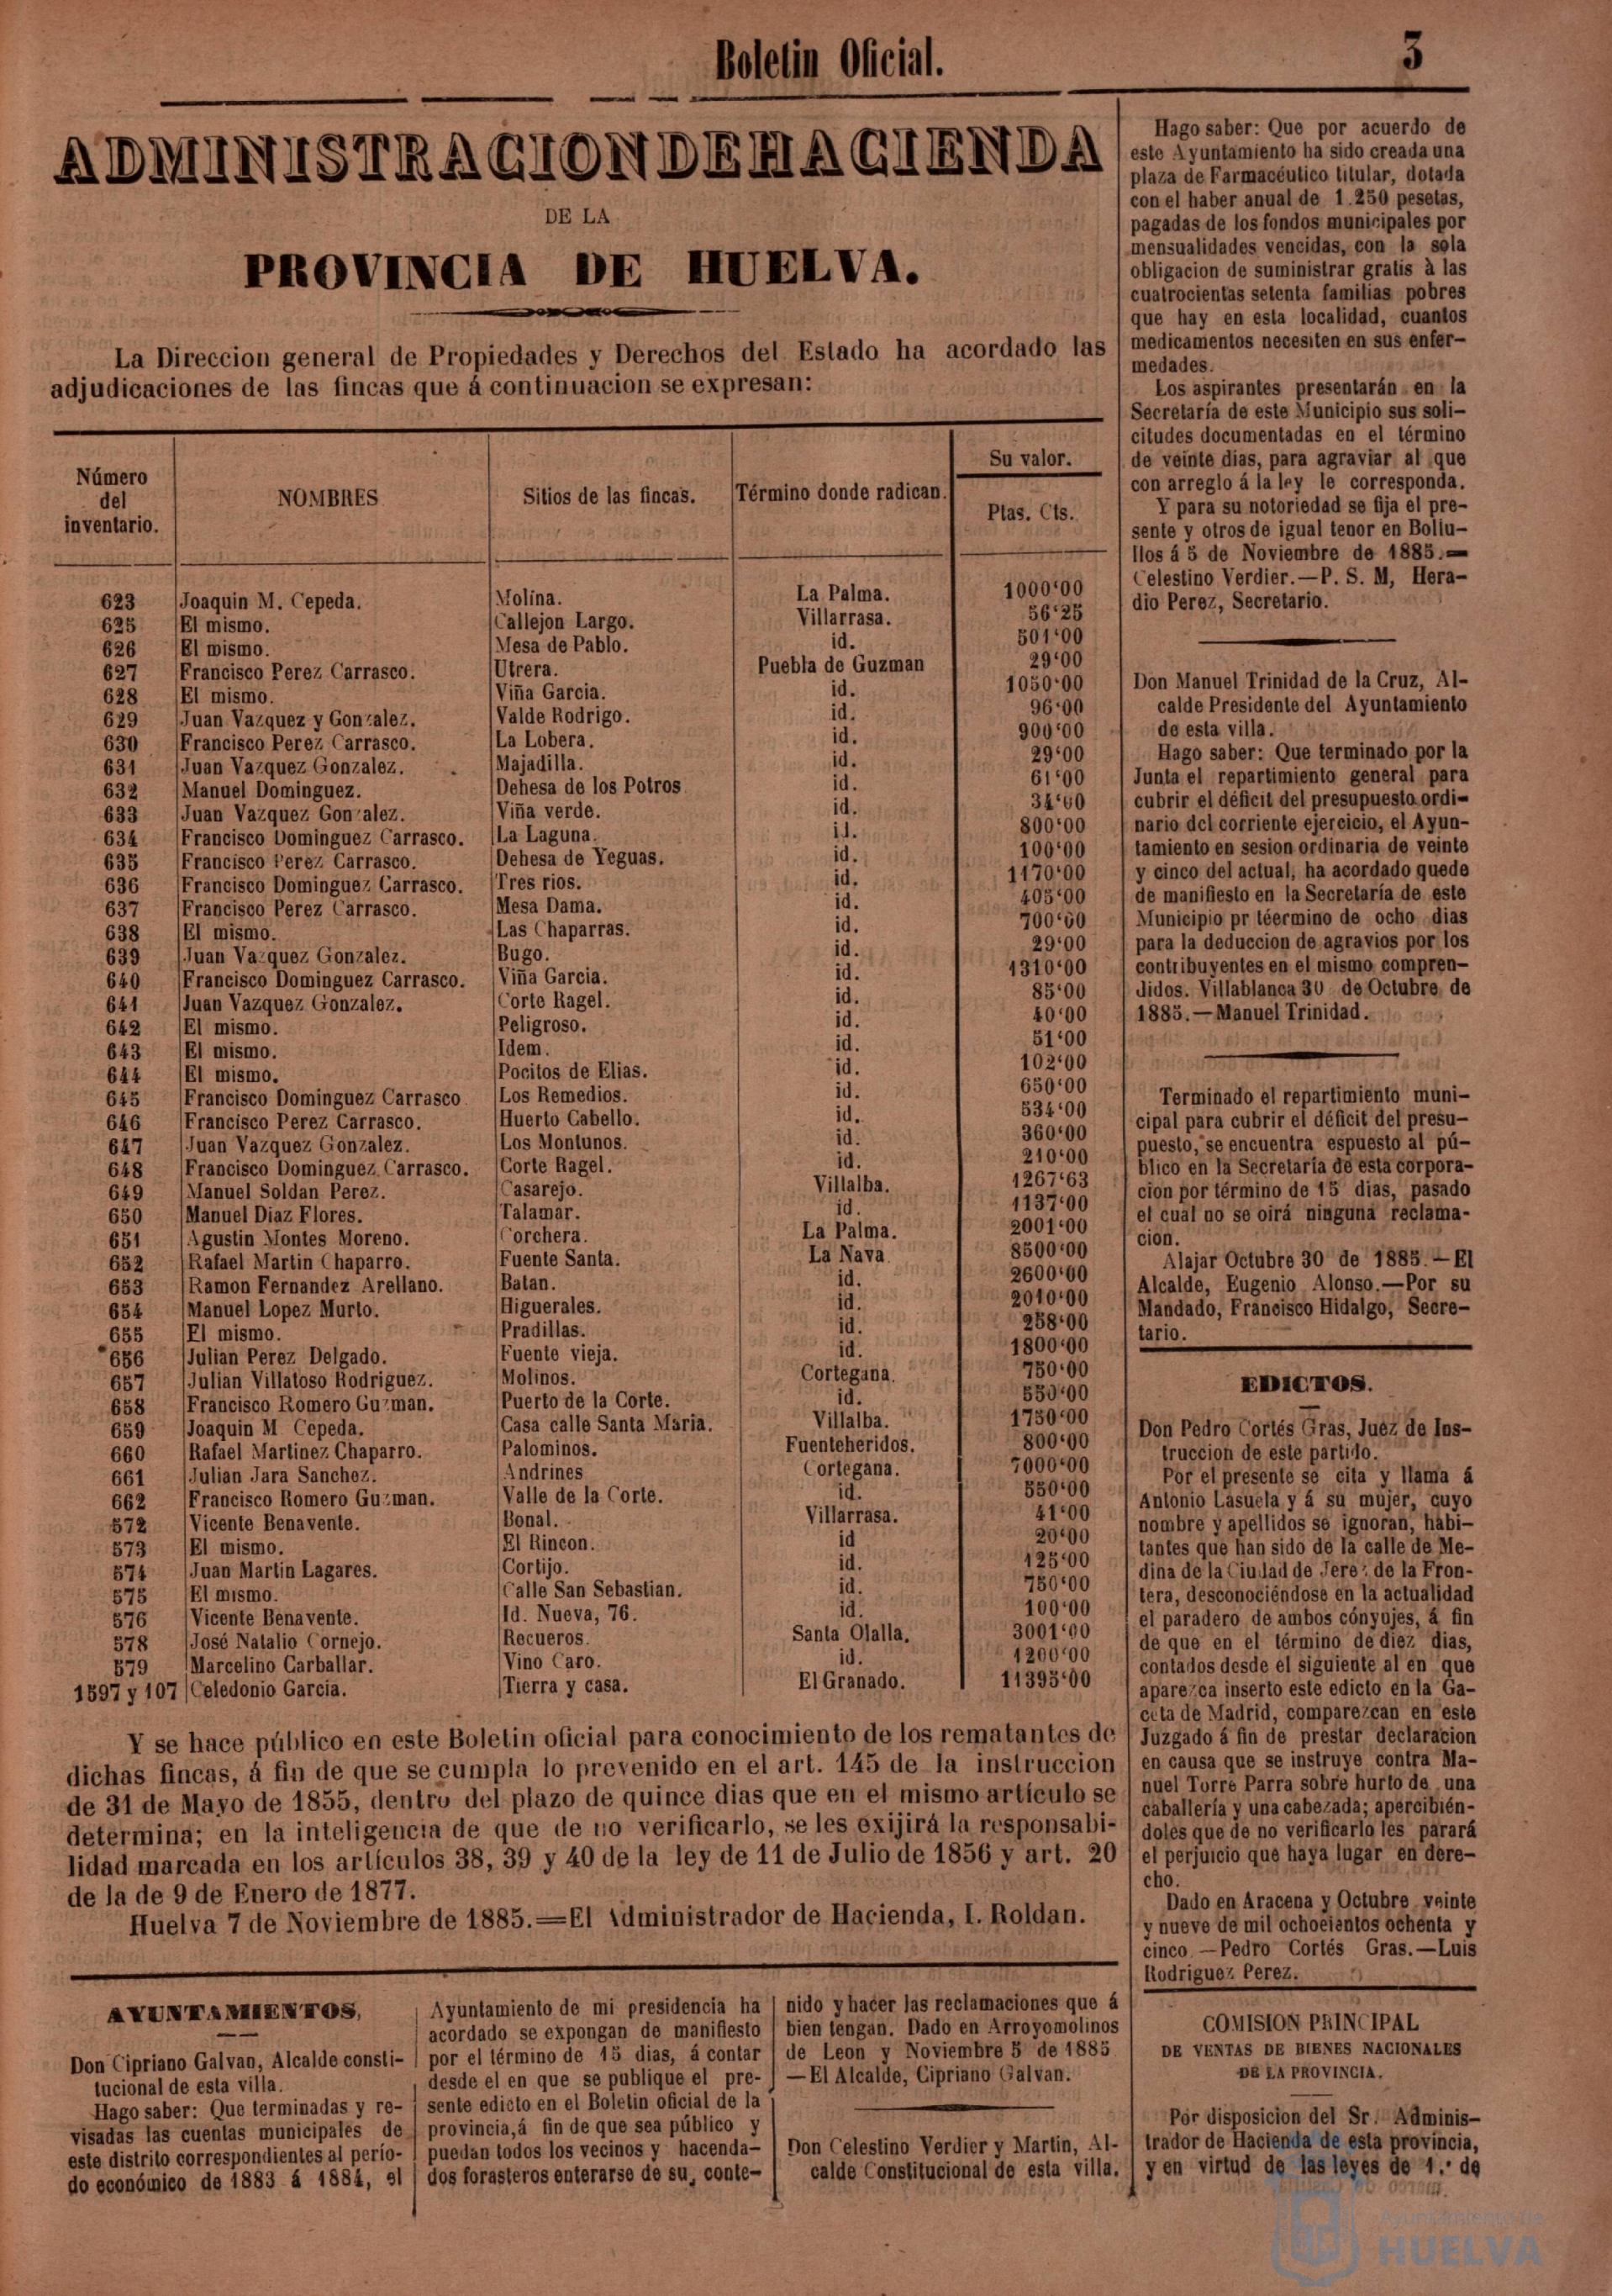 Boletin Oficial.
3
ADMINISTRACION DE HACIENDA
DE LA
PROVINCIA DE HUELVA.
La Direccion general de Propiedades y Derechos del Estado ha acordado las
adjudicaciones de las fincas que á continuacion se expresan:
Número del inventario. NOMBRES Sitios de las fincas. Término donde radican. Su valor. Ptas. Cts.
623 Joaquin M. Cepeda. Molina. La Palma. 1000'00
625 El mismo. Callejon Largo. Villarrasa. 56'25
626 El mismo. Mesa de Pablo. id. 501'00
627 Francisco Perez Carrasco. Utrera. Puebla de Guzman 29'00
628 El mismo. Viña Garcia. id. 1050'00
629 Juan Vazquez y Gonzalez. Valde Rodrigo. id. 96'00
630 Francisco Perez Carrasco. La Lobera. id. 900'00
631 Juan Vazquez Gonzalez. Majadilla. id. 29'00
632 Manuel Dominguez. Dehesa de los Potros id. 61'00
633 Juan Vazquez Gonzalez. Viña verde. id. 34'00
634 Francisco Dominguez Carrasco. La Laguna. id. 800'00
635 Francisco Perez Carrasco. Dehesa de Yeguas. id. 100'00
636 Francisco Dominguez Carrasco. Tres rios. id. 1170'00
637 Francisco Perez Carrasco. Mesa Dama. id. 405'00
638 El mismo. Las Chaparras. id. 700'00
639 Juan Vazquez Gonzalez. Bugo. id. 29'00
640 Francisco Dominguez Carrasco. Viña Garcia. id. 1310'00
641 Juan Vazquez Gonzalez. Corte Ragel. id. 85'00
642 El mismo. Peligroso. id. 40'00
643 El mismo. Idem. id. 51'00
644 El mismo. Pocitos de Elias. id. 102'00
645 Francisco Dominguez Carrasco Los Remedios. id. 650'00
646 Francisco Perez Carrasco. Huerto Cabello. id. 534'00
647 Juan Vazquez Gonzalez. Los Montunos. id. 360'00
648 Francisco Dominguez Carrasco. Corte Ragel. id. 210'00
649 Manuel Soldan Perez. Casarejo. Villalba. 1267'63
650 Manuel Diaz Flores. Talamar. id. 1137'00
651 Agustin Montes Moreno. Corchera. La Palma. 2001'00
652 Rafael Martin Chaparro. Fuente Santa. La Nava 8500'00
653 Ramon Fernandez Arellano. Batan. id. 2600'00
654 Manuel Lopez Murto. Higuerales. id. 2010'00
655 El mismo. Pradillas. id. 258'00
656 Julian Perez Delgado. Fuente vieja. id. 1800'00
657 Julian Villatoso Rodriguez. Molinos. Cortegana. 750'00
658 Francisco Romero Guzman. Puerto de la Corte. id. 550'00
659 Joaquin M Cepeda. Casa calle Santa Maria. Villalba. 1750'00
660 Rafael Martinez Chaparro. Palominos. Fuenteheridos. 800'00
661 Julian Jara Sanchez. Andrines Cortegana. 7000'00
662 Francisco Romero Guzman. Valle de la Corte. id. 550'00
572 Vicente Benavente. Bonal. Villarrasa. 41'00
573 El mismo. El Rincon. id 20'00
574 Juan Martin Lagares. Cortijo. id. 125'00
575 El mismo. Calle San Sebastian. id. 750'00
576 Vicente Benavente. Id. Nueva, 76. id. 100'00
578 José Natalio Cornejo. Recueros. Santa Olalla. 3001'00
579 Marcelino Carballar. Vino Caro. id. 1200'00
1597 y 107 Celedonio Garcia. Tierra y casa. El Granado. 11395'00
Y se hace público en este Boletin oficial para conocimiento de los rematantes de
dichas fincas, á fin de que se cumpla lo prevenido en el art. 145 de la instruccion
de 31 de Mayo de 1855, dentro del plazo de quince dias que en el mismo artículo se
determina; en la inteligencia de que de no verificarlo, se les exijirá la responsabi-
lidad marcada en los artículos 38, 39 y 40 de la ley de 11 de Julio de 1856 y art. 20
de la de 9 de Enero de 1877.
Huelva 7 de Noviembre de 1885.=El Administrador de Hacienda, I. Roldan.
AYUNTAMIENTOS,
Don Cipriano Galvan, Alcalde consti-
tucional de esta villa.
Hago saber: Que terminadas y re-
visadas las cuentas municipales de
este distrito correspondientes al perío-
do económico de 1883 á 1884, el
Ayuntamiento de mi presidencia ha
acordado se expongan de manifiesto
por el término de 15 dias, á contar
desde el en que se publique el pre-
sente edicto en el Boletin oficial de la
provincia, á fin de que sea público y
puedan todos los vecinos y hacenda-
dos forasteros enterarse de su, conte-
nido y hacer las reclamaciones que á
bien tengan. Dado en Arroyomolinos
de Leon y Noviembre 5 de 1885
—El Alcalde, Cipriano Galvan.
Don Celestino Verdier y Martin, Al-
calde Constitucional de esta villa.
Hago saber: Que por acuerdo de
este Ayuntamiento ha sido creada una
plaza de Farmacéutico titular, dotada
con el haber anual de 1.250 pesetas,
pagadas de los fondos municipales por
mensualidades vencidas, con la sola
obligacion de suministrar gratis à las
cuatrocientas setenta familias pobres
que hay en esta localidad, cuantos
medicamentos necesiten en sus enfer-
medades.
Los aspirantes presentarán en la
Secretaría de este Municipio sus soli-
citudes documentadas en el término
de veinte dias, para agraviar al que
con arreglo á la ley le corresponda.
Y para su notoriedad se fija el pre-
sente y otros de igual tenor en Bollu-
llos á 5 de Noviembre de 1885.—
Celestino Verdier.—P. S. M, Hera-
dio Perez, Secretario.
Don Manuel Trinidad de la Cruz, Al-
calde Presidente del Ayuntamiento
de esta villa.
Hago saber: Que terminado por la
Junta el repartimiento general para
cubrir el déficit del presupuesto ordi-
nario del corriente ejercicio, el Ayun-
tamiento en sesion ordinaria de veinte
y cinco del actual, ha acordado quede
de manifiesto en la Secretaría de este
Municipio pr téermino de ocho dias
para la deduccion de agravios por los
contribuyentes en el mismo compren-
didos. Villablanca 30 de Octubre de
1885.—Manuel Trinidad.
Terminado el repartimiento muni-
cipal para cubrir el déficit del presu-
puesto, se encuentra espuesto al pú-
blico en la Secretaría de esta corpora-
cion por término de 15 dias, pasado
el cual no se oirá ninguna reclama-
cion.
Alajar Octubre 30 de 1885.—El
Alcalde, Eugenio Alonso.—Por su
Mandado, Francisco Hidalgo, Secre-
tario.
EDICTOS.
Don Pedro Cortés Gras, Juez de Ins-
truccion de este partido.
Por el presente se cita y llama á
Antonio Lasuela y á su mujer, cuyo
nombre y apellidos se ignoran, habi-
tantes que han sido de la calle de Me-
dina de la Ciudad de Jerez de la Fron-
tera, desconociéndose en la actualidad
el paradero de ambos cónyujes, á fin
de que en el término de diez dias,
contados desde el siguiente al en que
aparezca inserto este edicto en la Ga-
ceta de Madrid, comparezcan en este
Juzgado á fin de prestar declaracion
en causa que se instruye contra Ma-
nuel Torre Parra sobre hurto de una
caballería y una cabezada; apercibién-
doles que de no verificarlo les parará
el perjuicio que haya lugar en dere-
cho.
Dado en Aracena y Octubre veinte
y nueve de mil ochocientos ochenta y
cinco.—Pedro Cortés Gras.—Luis
Rodriguez Perez.
COMISION PRINCIPAL
DE VENTAS DE BIENES NACIONALES
DE LA PROVINCIA.
Por disposicion del Sr. Adminis-
trador de Hacienda de esta provincia,
y en virtud de las leyes de 1.º de
Ayuntamiento de
HUELVA